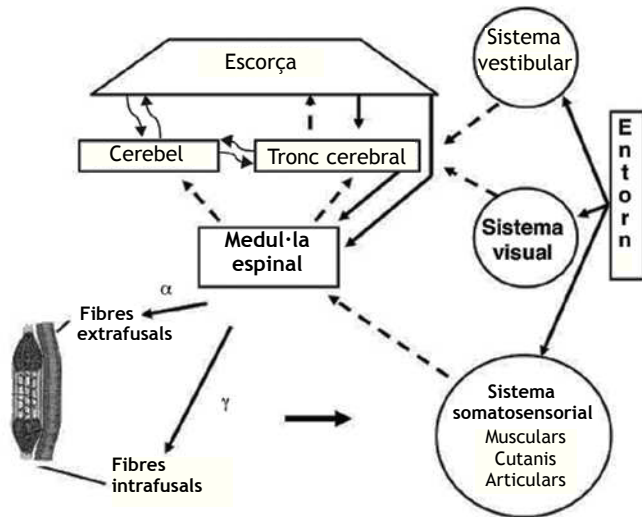 Sistema
vestibular
Escorça
Cerebel
Tronc cerebral
Entorn
Sistema
visual
Medul·la
espinal
α
Fibres
extrafusals
γ
Fibres
intrafusals
Sistema
somatosensorial
Musculars
Cutanis
Articulars